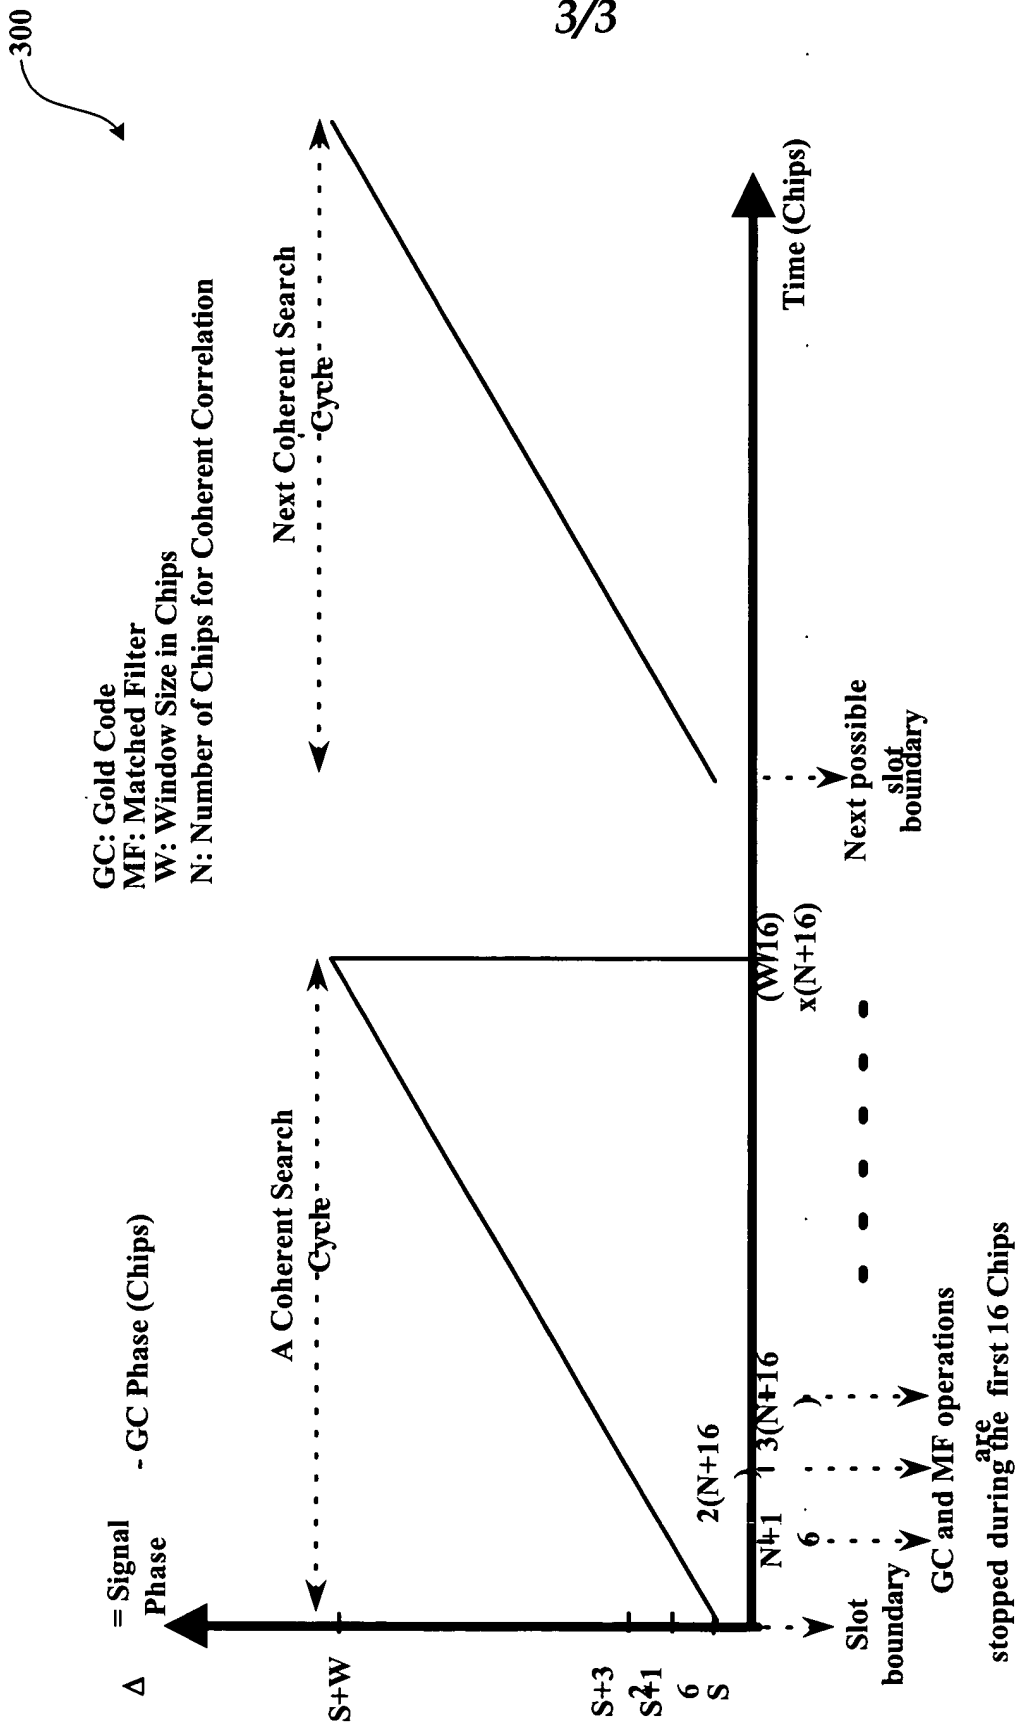 3/3
300
Δ = Signal Phase - GC Phase (Chips)
GC: Gold Code
MF: Matched Filter
W: Window Size in Chips
N: Number of Chips for Coherent Correlation
A Coherent Search
Cycle
Next Coherent Search
Cycle
S+W
S+3
2
S+1
6
S
2(N+16
)
N+1
6
3(N+16
)
(W/16)
x(N+16)
Time (Chips)
Slot
boundary
Next possible
slot
boundary
GC and MF operations
are
stopped during the first 16 Chips